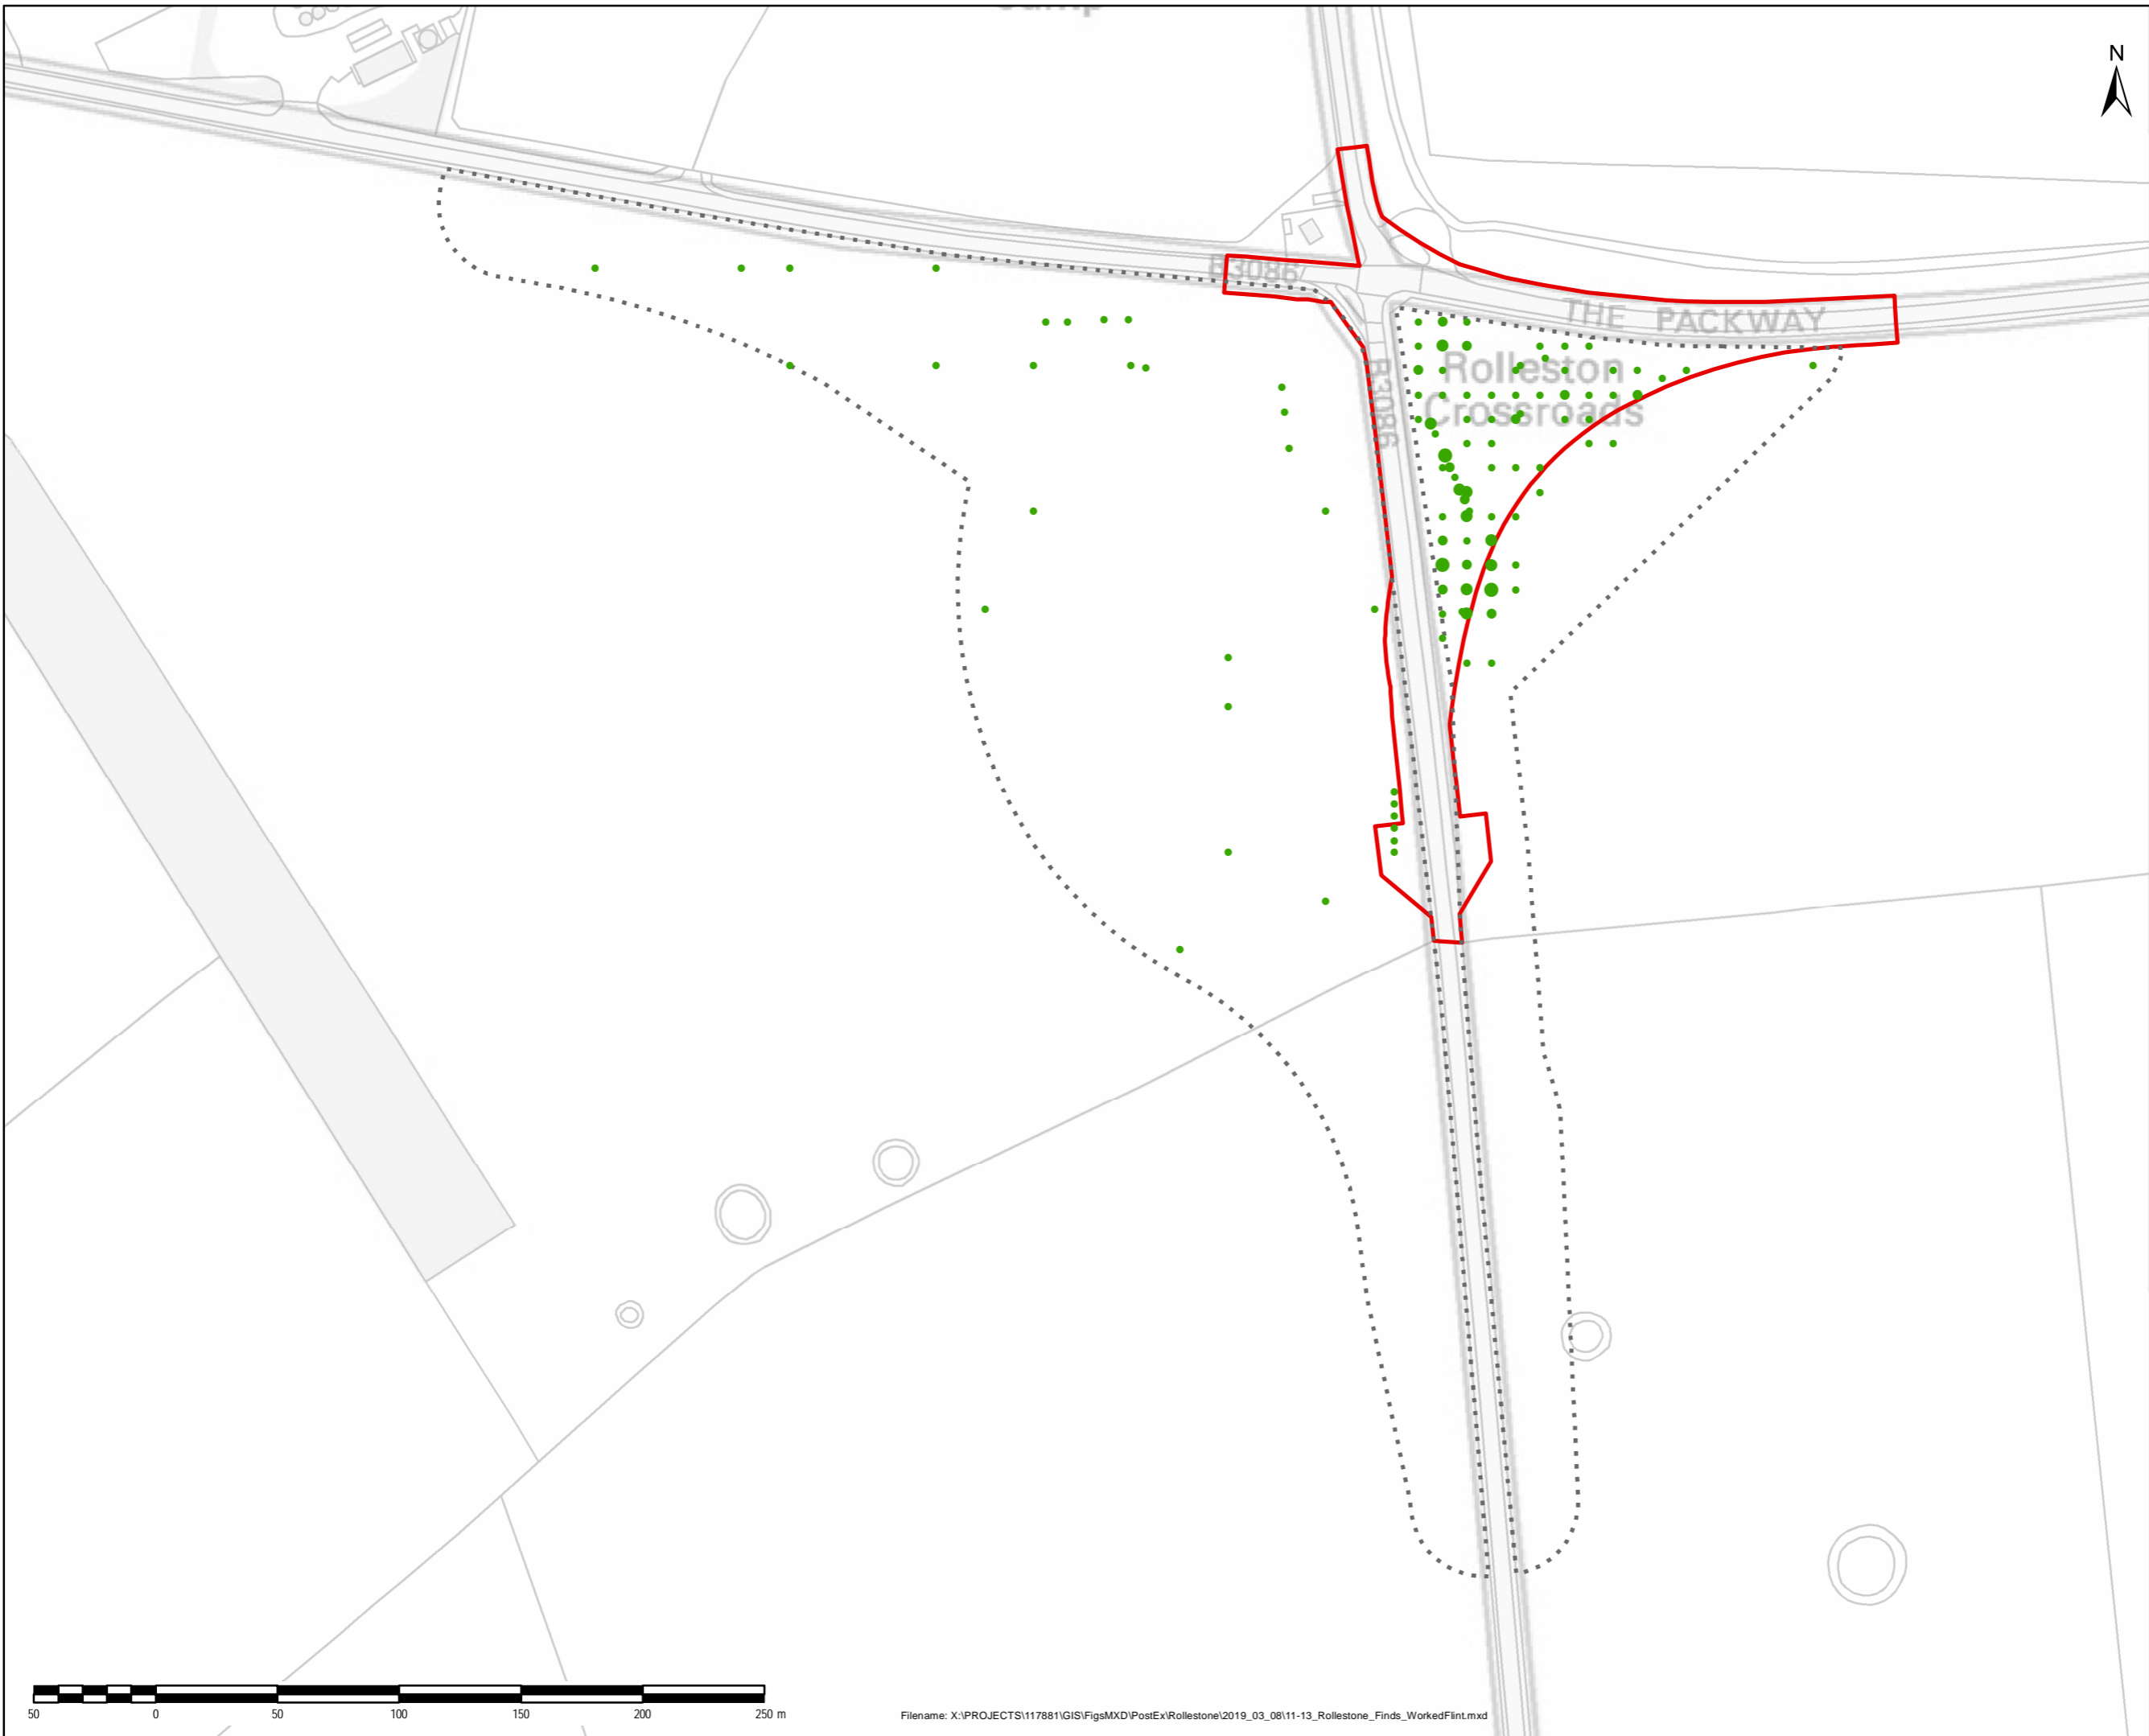 N
B3086
THE PACKWAY
Rolleston
Crossroads
B3086
50 0 50 100 150 200 250 m
Filename: X:\PROJECTS\117881\GIS\FigsMXD\PostEx\Rollestone\2019_03_08\11-13_Rollestone_Finds_WorkedFlint.mxd